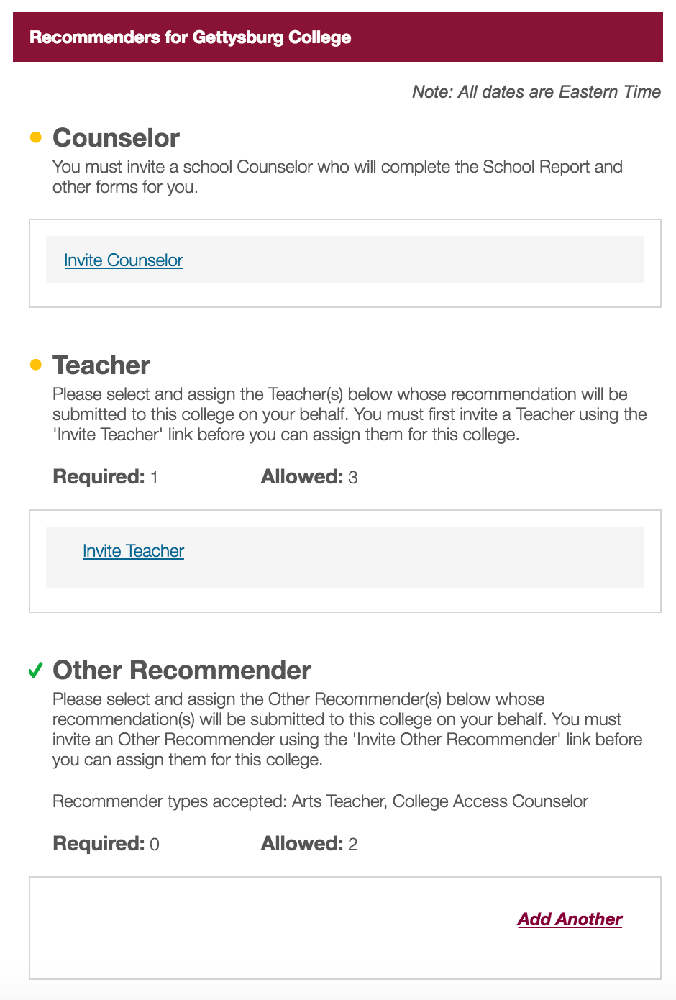 Recommenders for Gettysburg College
Note: All dates are Eastern Time
Counselor
You must invite a school Counselor who will complete the School Report and
other forms for you.
Invite Counselor
Teacher
Please select and assign the Teacher(s) below whose recommendation will be
submitted to this college on your behalf. You must first invite a Teacher using the
'Invite Teacher' link before you can assign them for this college.
Required: 1 Allowed: 3
Invite Teacher
Other Recommender
Please select and assign the Other Recommender(s) below whose
recommendation(s) will be submitted to this college on your behalf. You must
invite an Other Recommender using the 'Invite Other Recommender' link before
you can assign them for this college.
Recommender types accepted: Arts Teacher, College Access Counselor
Required: 0 Allowed: 2
Add Another